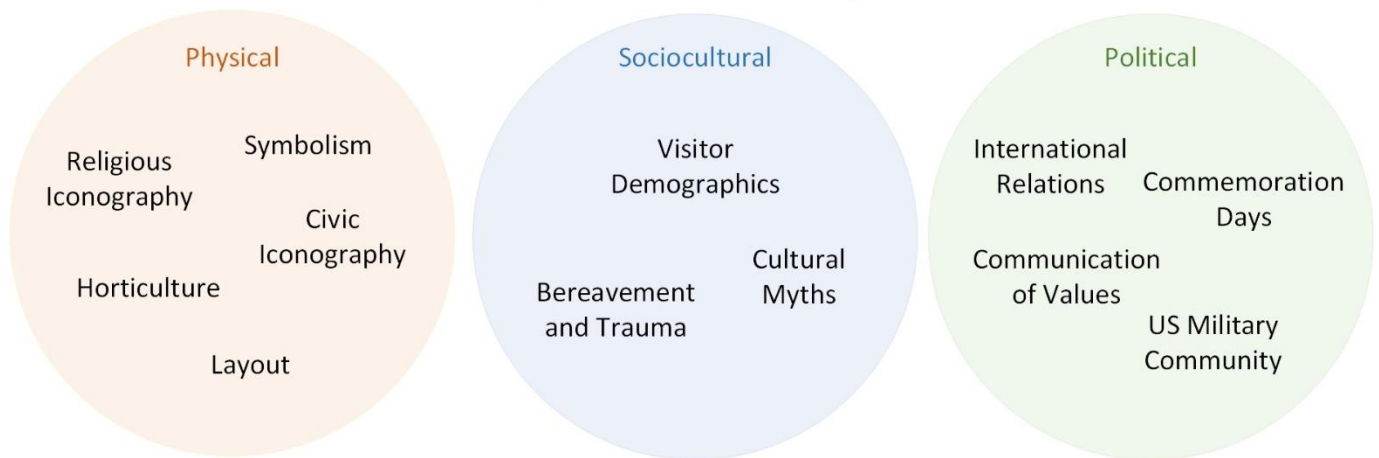 Physical
Symbolism
Religious
Iconography
Civic
Iconography
Horticulture
Layout
Sociocultural
Visitor
Demographics
Cultural
Myths
Bereavement
and Trauma
Political
International
Relations
Commemoration
Days
Communication
of Values
US Military
Community